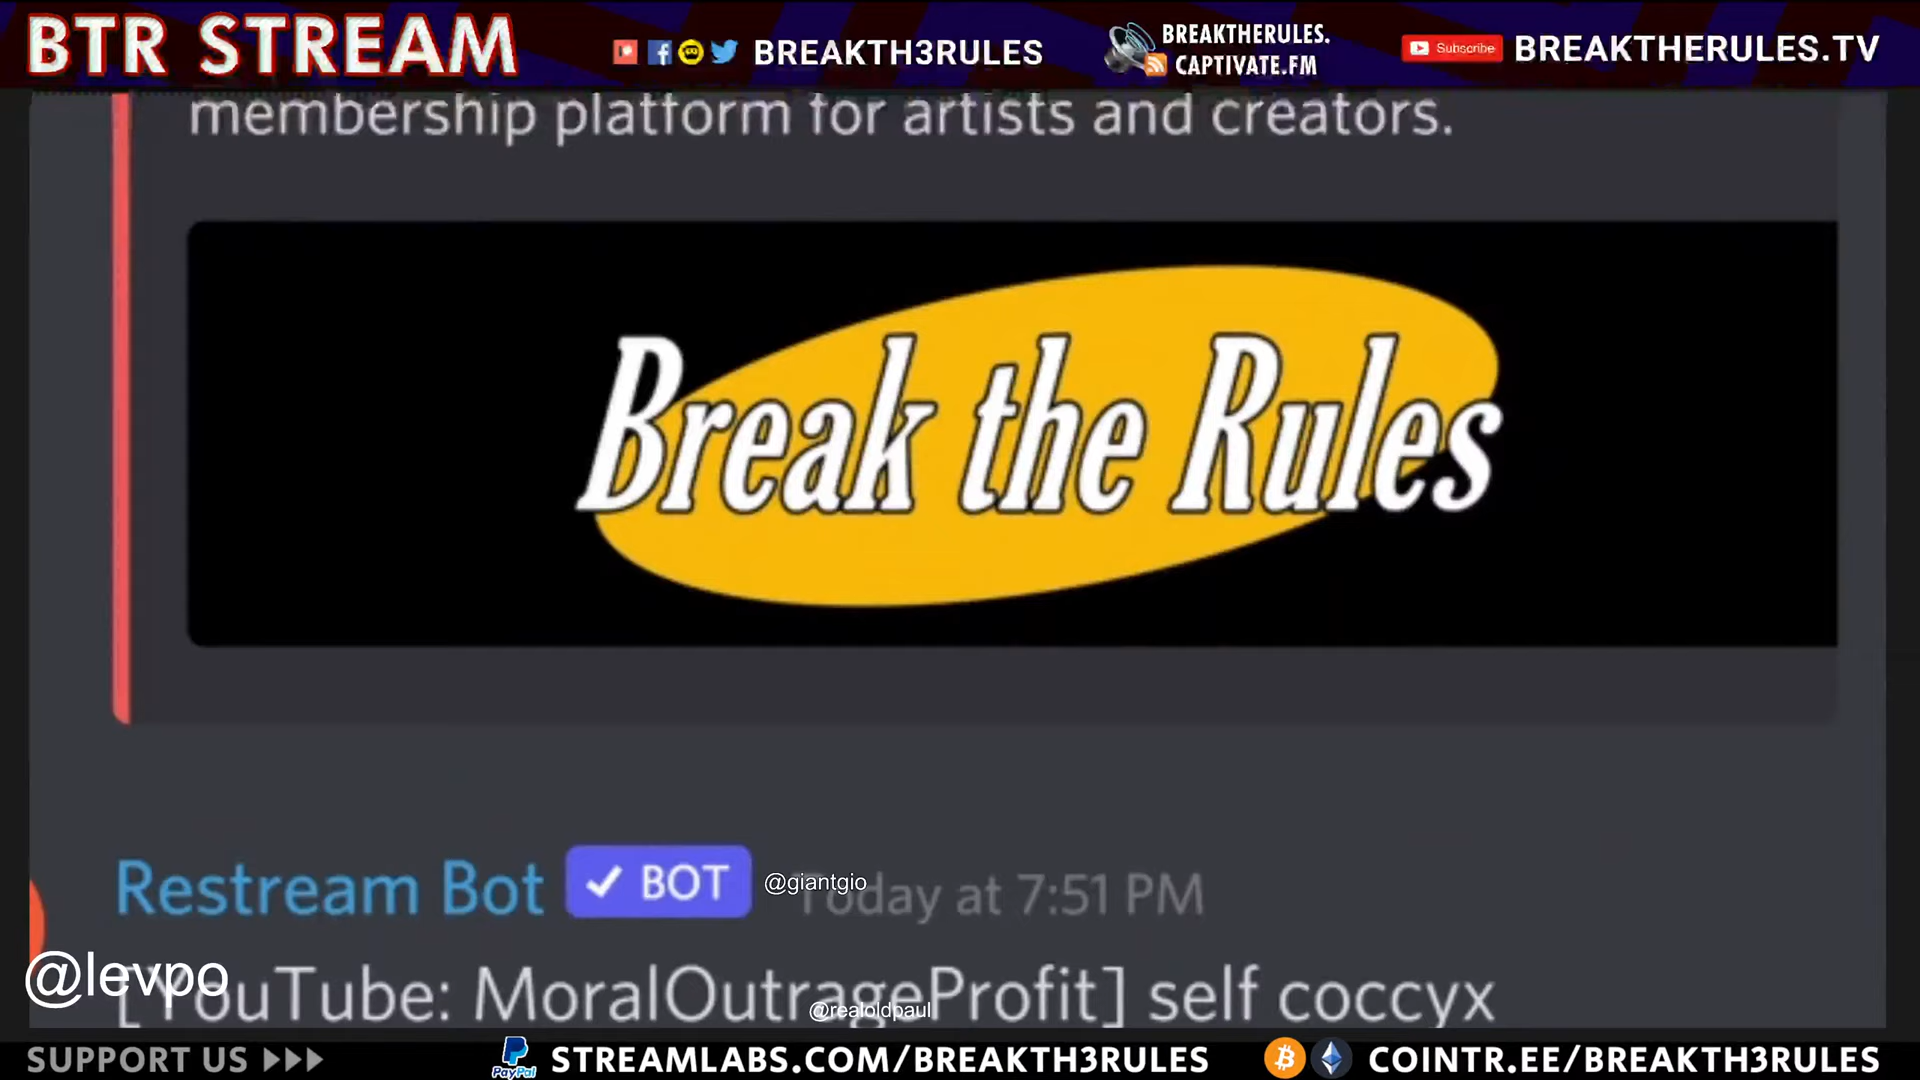 BTR STREAM
BREAKTH3RULES
BREAKTHERULES.
CAPTIVATE.FM
Subscribe
BREAKTHERULES.TV
membership platform for artists and creators.
Break the Rules
Restream Bot ✓ BOT @giantgio Today at 7:51 PM
@levpo
[YouTube: MoralOutrageProfit] self coccyx
@realoldpaul
SUPPORT US
PayPal
STREAMLABS.COM/BREAKTH3RULES
COINTR.EE/BREAKTH3RULES